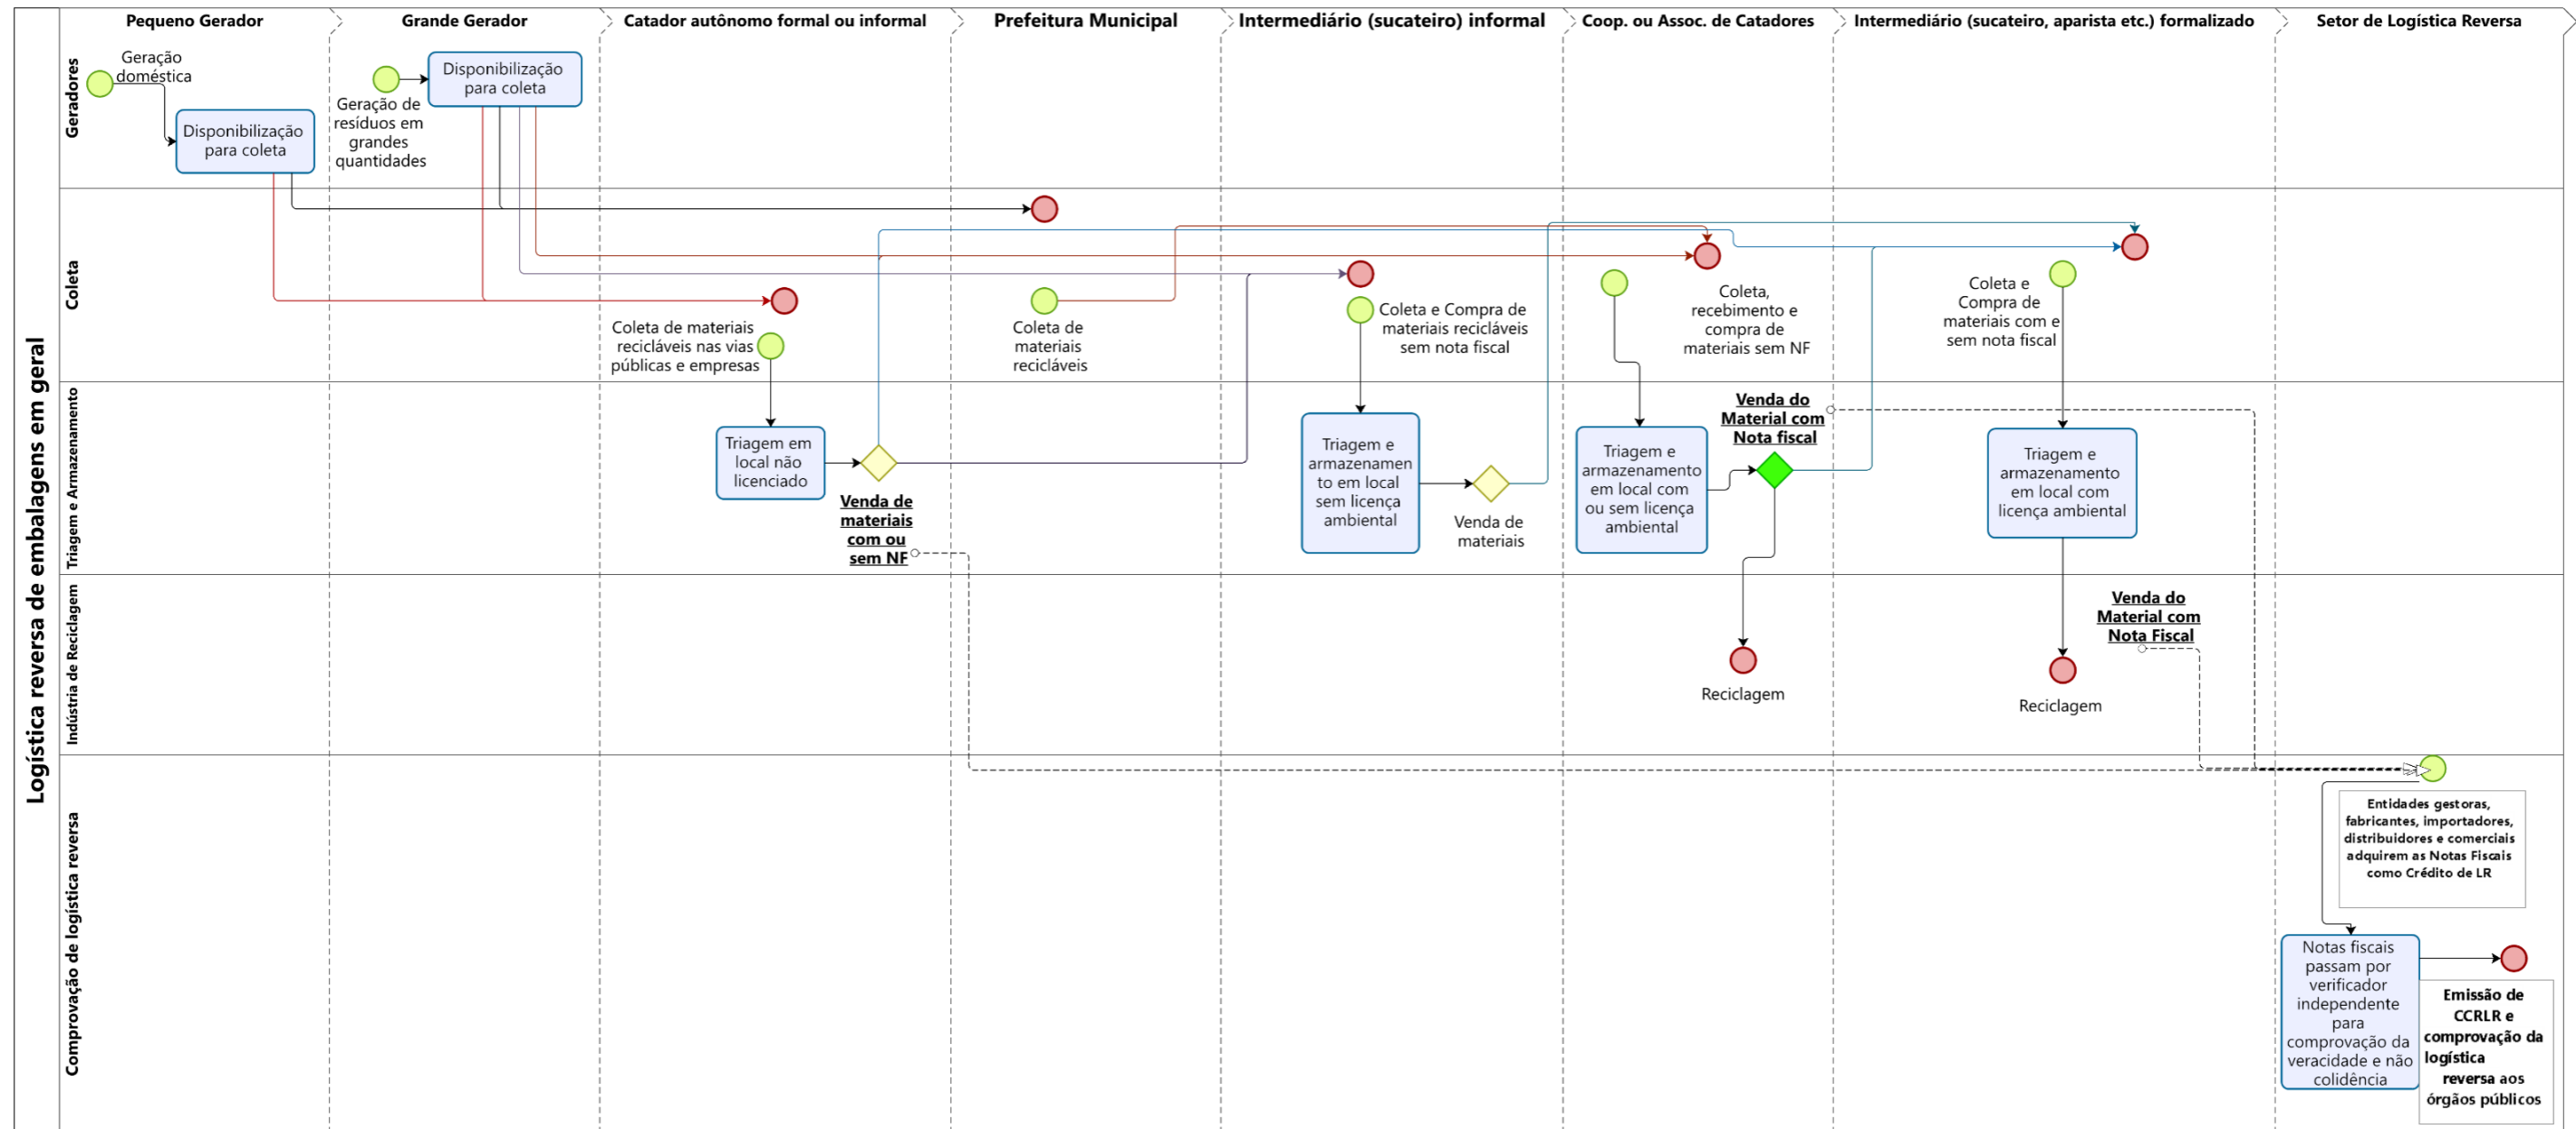 Logística reversa de embalagens em geral
Pequeno Gerador
Grande Gerador
Catador autônomo formal ou informal
Prefeitura Municipal
Intermediário (sucateiro) informal
Coop. ou Assoc. de Catadores
Intermediário (sucateiro, aparista etc.) formalizado
Setor de Logística Reversa
Geradores
Geração
doméstica
Disponibilização
para coleta
Geração de
resíduos em
grandes
quantidades
Disponibilização
para coleta
Coleta
Coleta de materiais
recicláveis nas vias
públicas e empresas
Coleta de
materiais
recicláveis
Coleta e Compra de
materiais recicláveis
sem nota fiscal
Coleta,
recebimento e
compra de
materiais sem NF
Coleta e
Compra de
materiais com e
sem nota fiscal
Triagem e Armazenamento
Triagem em
local não
licenciado
Venda de
materiais
com ou
sem NF
Triagem e
armazenamen
to em local
sem licença
ambiental
Venda de
materiais
Triagem e
armazenamento
em local com
ou sem licença
ambiental
Venda do
Material com
Nota fiscal
Triagem e
armazenamento
em local com
licença ambiental
Indústria de Reciclagem
Reciclagem
Reciclagem
Venda do
Material com
Nota Fiscal
Comprovação de logística reversa
Entidades gestoras,
fabricantes, importadores,
distribuidores e comerciais
adquirem as Notas Fiscais
como Crédito de LR
Notas fiscais
passam por
verificador
independente
para
comprovação da
veracidade e não
colidência
Emissão de
CCRLR e
comprovação da
logística
reversa aos
órgãos públicos